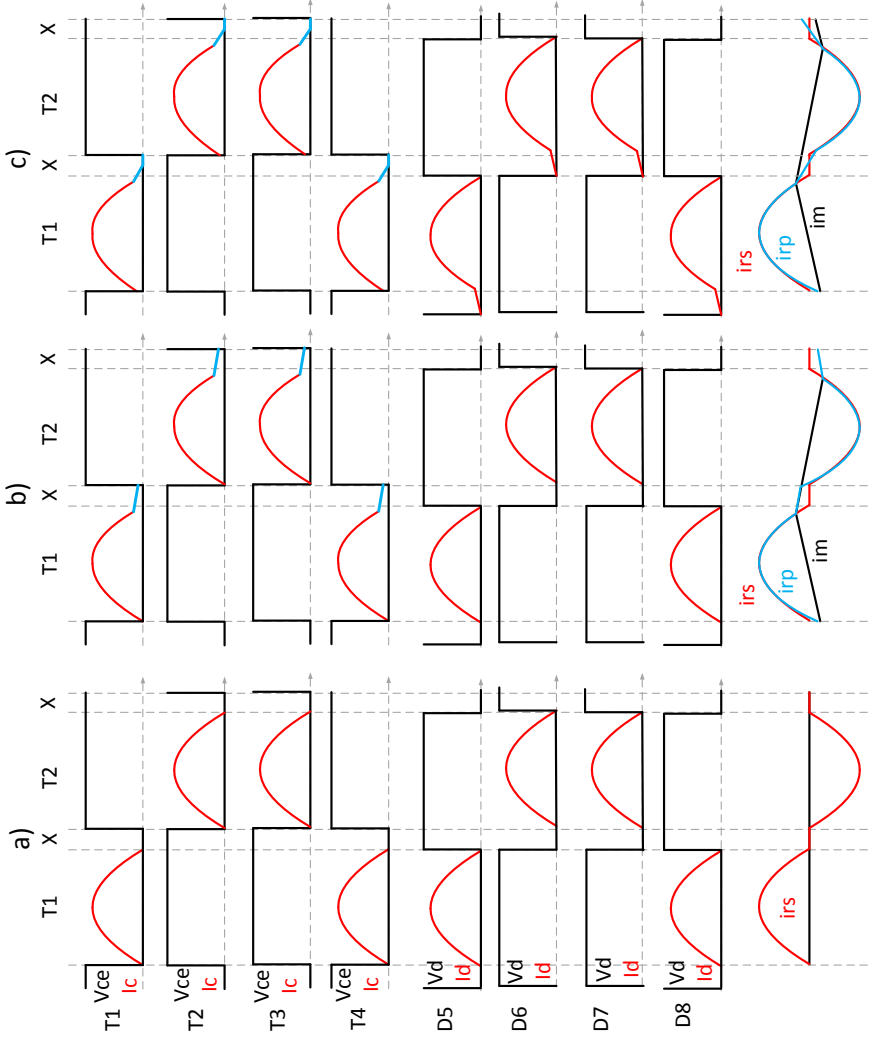 a) b) c)
T1 X T2 X T1 X T2 X T1 X T2 X
T1 Vce
Ic
T2 Vce
Ic
T3 Vce
Ic
T4 Vce
Ic
D5 Vd
Id
D6 Vd
Id
D7 Vd
Id
D8 Vd
Id
irs
irs
irp
im
irs
irp
im